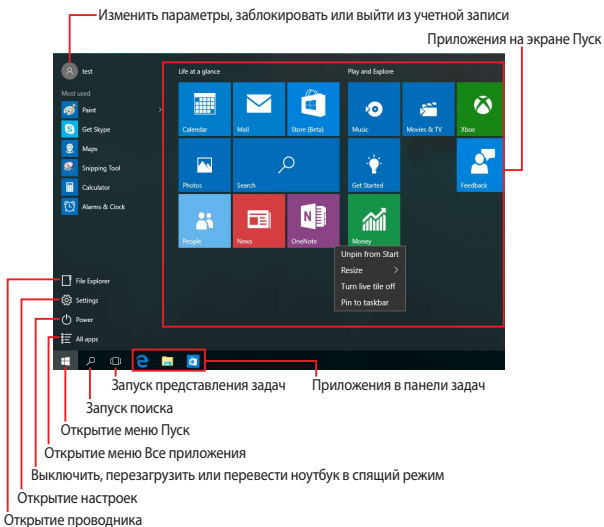 Изменить параметры, заблокировать или выйти из учетной записи
Приложения на экране Пуск
test
Life at a glance
Play and Explore
Most used
Paint
Get Skype
Maps
Snipping Tool
Calculator
Alarms & Clock
Calendar
Mail
Store (Beta)
Music
Movies & TV
Xbox
Photos
Search
Get Started
Feedback
People
News
OneNote
Money
Unpin from Start
Resize
Turn live tile off
Pin to taskbar
File Explorer
Settings
Power
All apps
Запуск представления задач
Приложения в панели задач
Запуск поиска
Открытие меню Пуск
Открытие меню Все приложения
Выключить, перезагрузить или перевести ноутбук в спящий режим
Открытие настроек
Открытие проводника